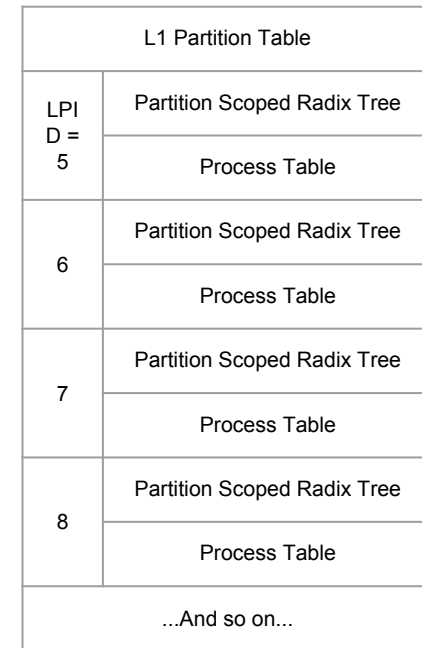 L1 Partition Table
LPI
D =
5
Partition Scoped Radix Tree
Process Table
6
Partition Scoped Radix Tree
Process Table
7
Partition Scoped Radix Tree
Process Table
8
Partition Scoped Radix Tree
Process Table
...And so on...